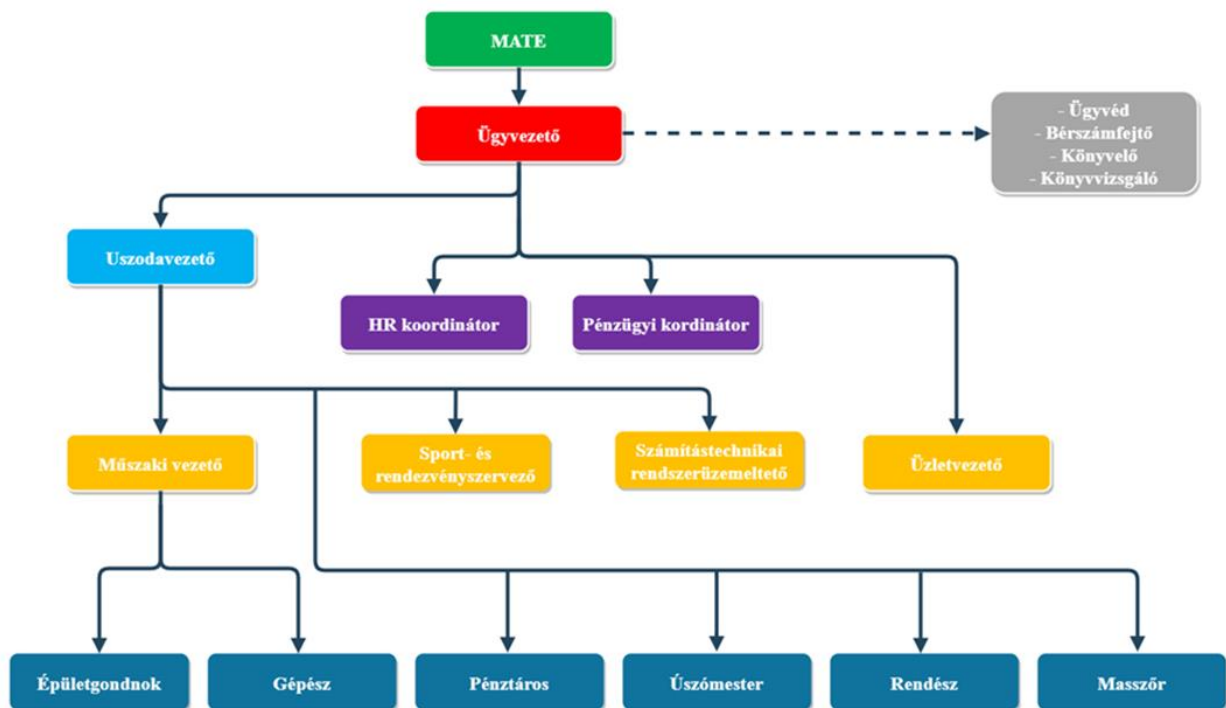 MATE
Ügyvezető
- Ügyvéd
- Bérszámfejtő
- Könyvelő
- Könyvvizsgáló
Uszodavezető
HR koordinátor
Pénzügyi kordinátor
Műszaki vezető
Sport- és
rendezvényszervező
Számítástechnikai
rendszerüzemeltető
Üzletvezető
Épületgondnok
Gépész
Pénztáros
Úszómester
Rendész
Masszőr